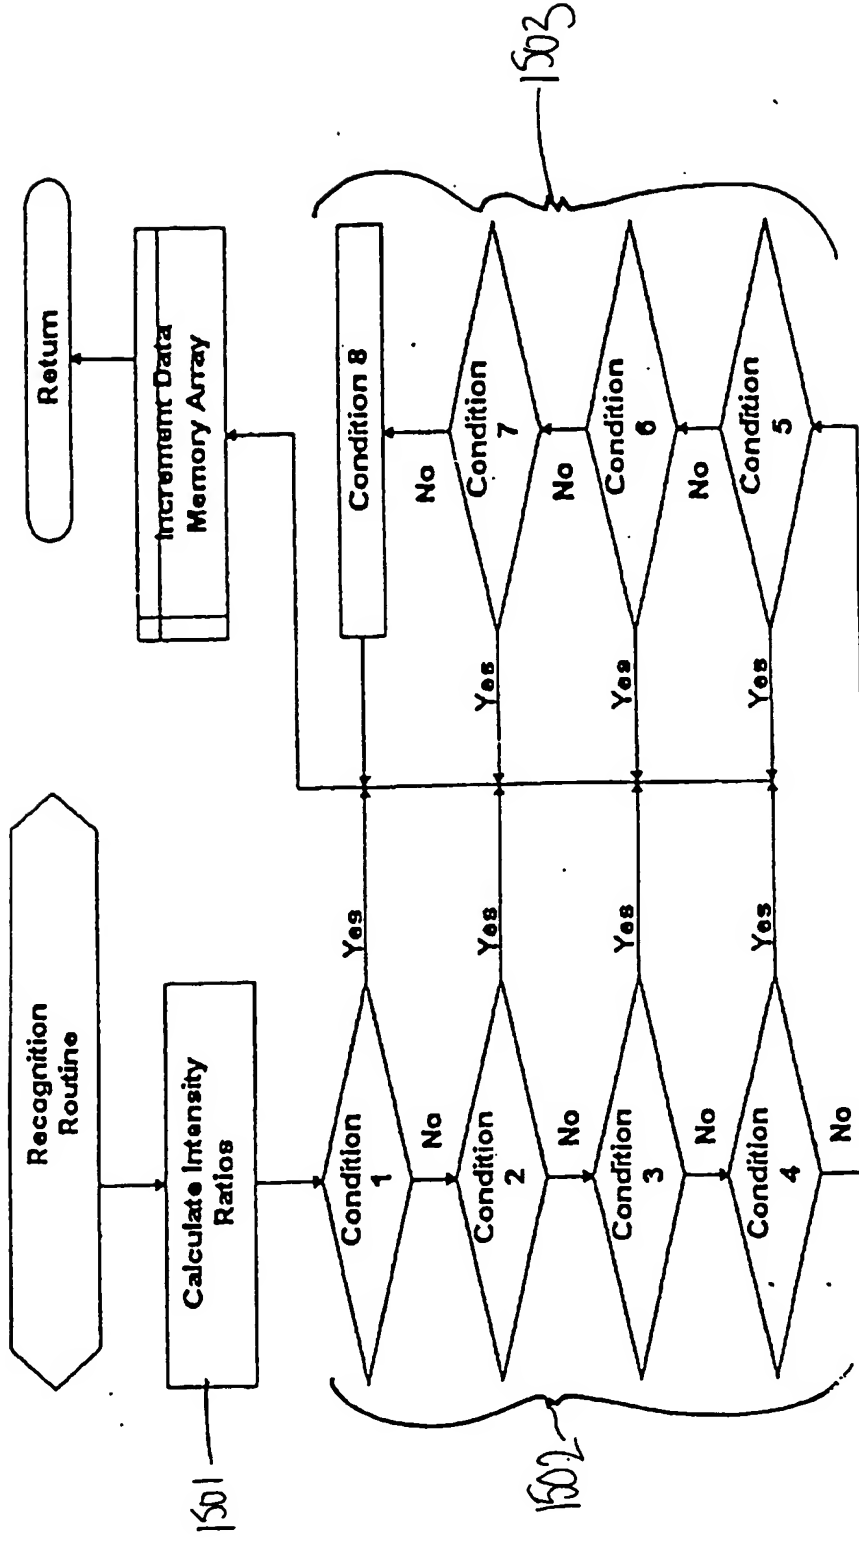 Recognition
Routine
1501
Calculate Intensity
Ratios
1502
Condition
1
Yes
No
Condition
2
Yes
No
Condition
3
Yes
No
Condition
4
Yes
No
Return
Increment Data
Memory Array
Condition 8
No
Condition
7
Yes
No
Condition
6
Yes
No
Condition
5
Yes
1503